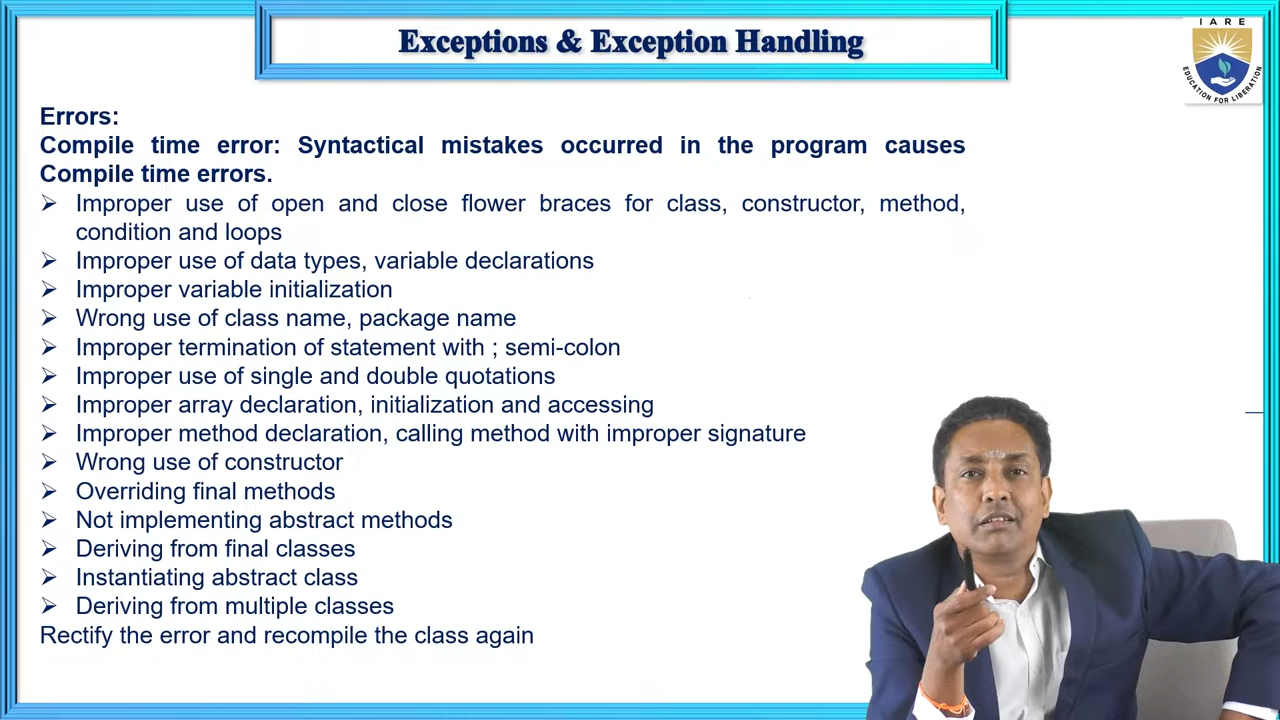 Exceptions & Exception Handling
I A R E
EDUCATION FOR LIBERATION
Errors:
Compile time error: Syntactical mistakes occurred in the program causes
Compile time errors.
➢ Improper use of open and close flower braces for class, constructor, method,
condition and loops
➢ Improper use of data types, variable declarations
➢ Improper variable initialization
➢ Wrong use of class name, package name
➢ Improper termination of statement with ; semi-colon
➢ Improper use of single and double quotations
➢ Improper array declaration, initialization and accessing
➢ Improper method declaration, calling method with improper signature
➢ Wrong use of constructor
➢ Overriding final methods
➢ Not implementing abstract methods
➢ Deriving from final classes
➢ Instantiating abstract class
➢ Deriving from multiple classes
Rectify the error and recompile the class again